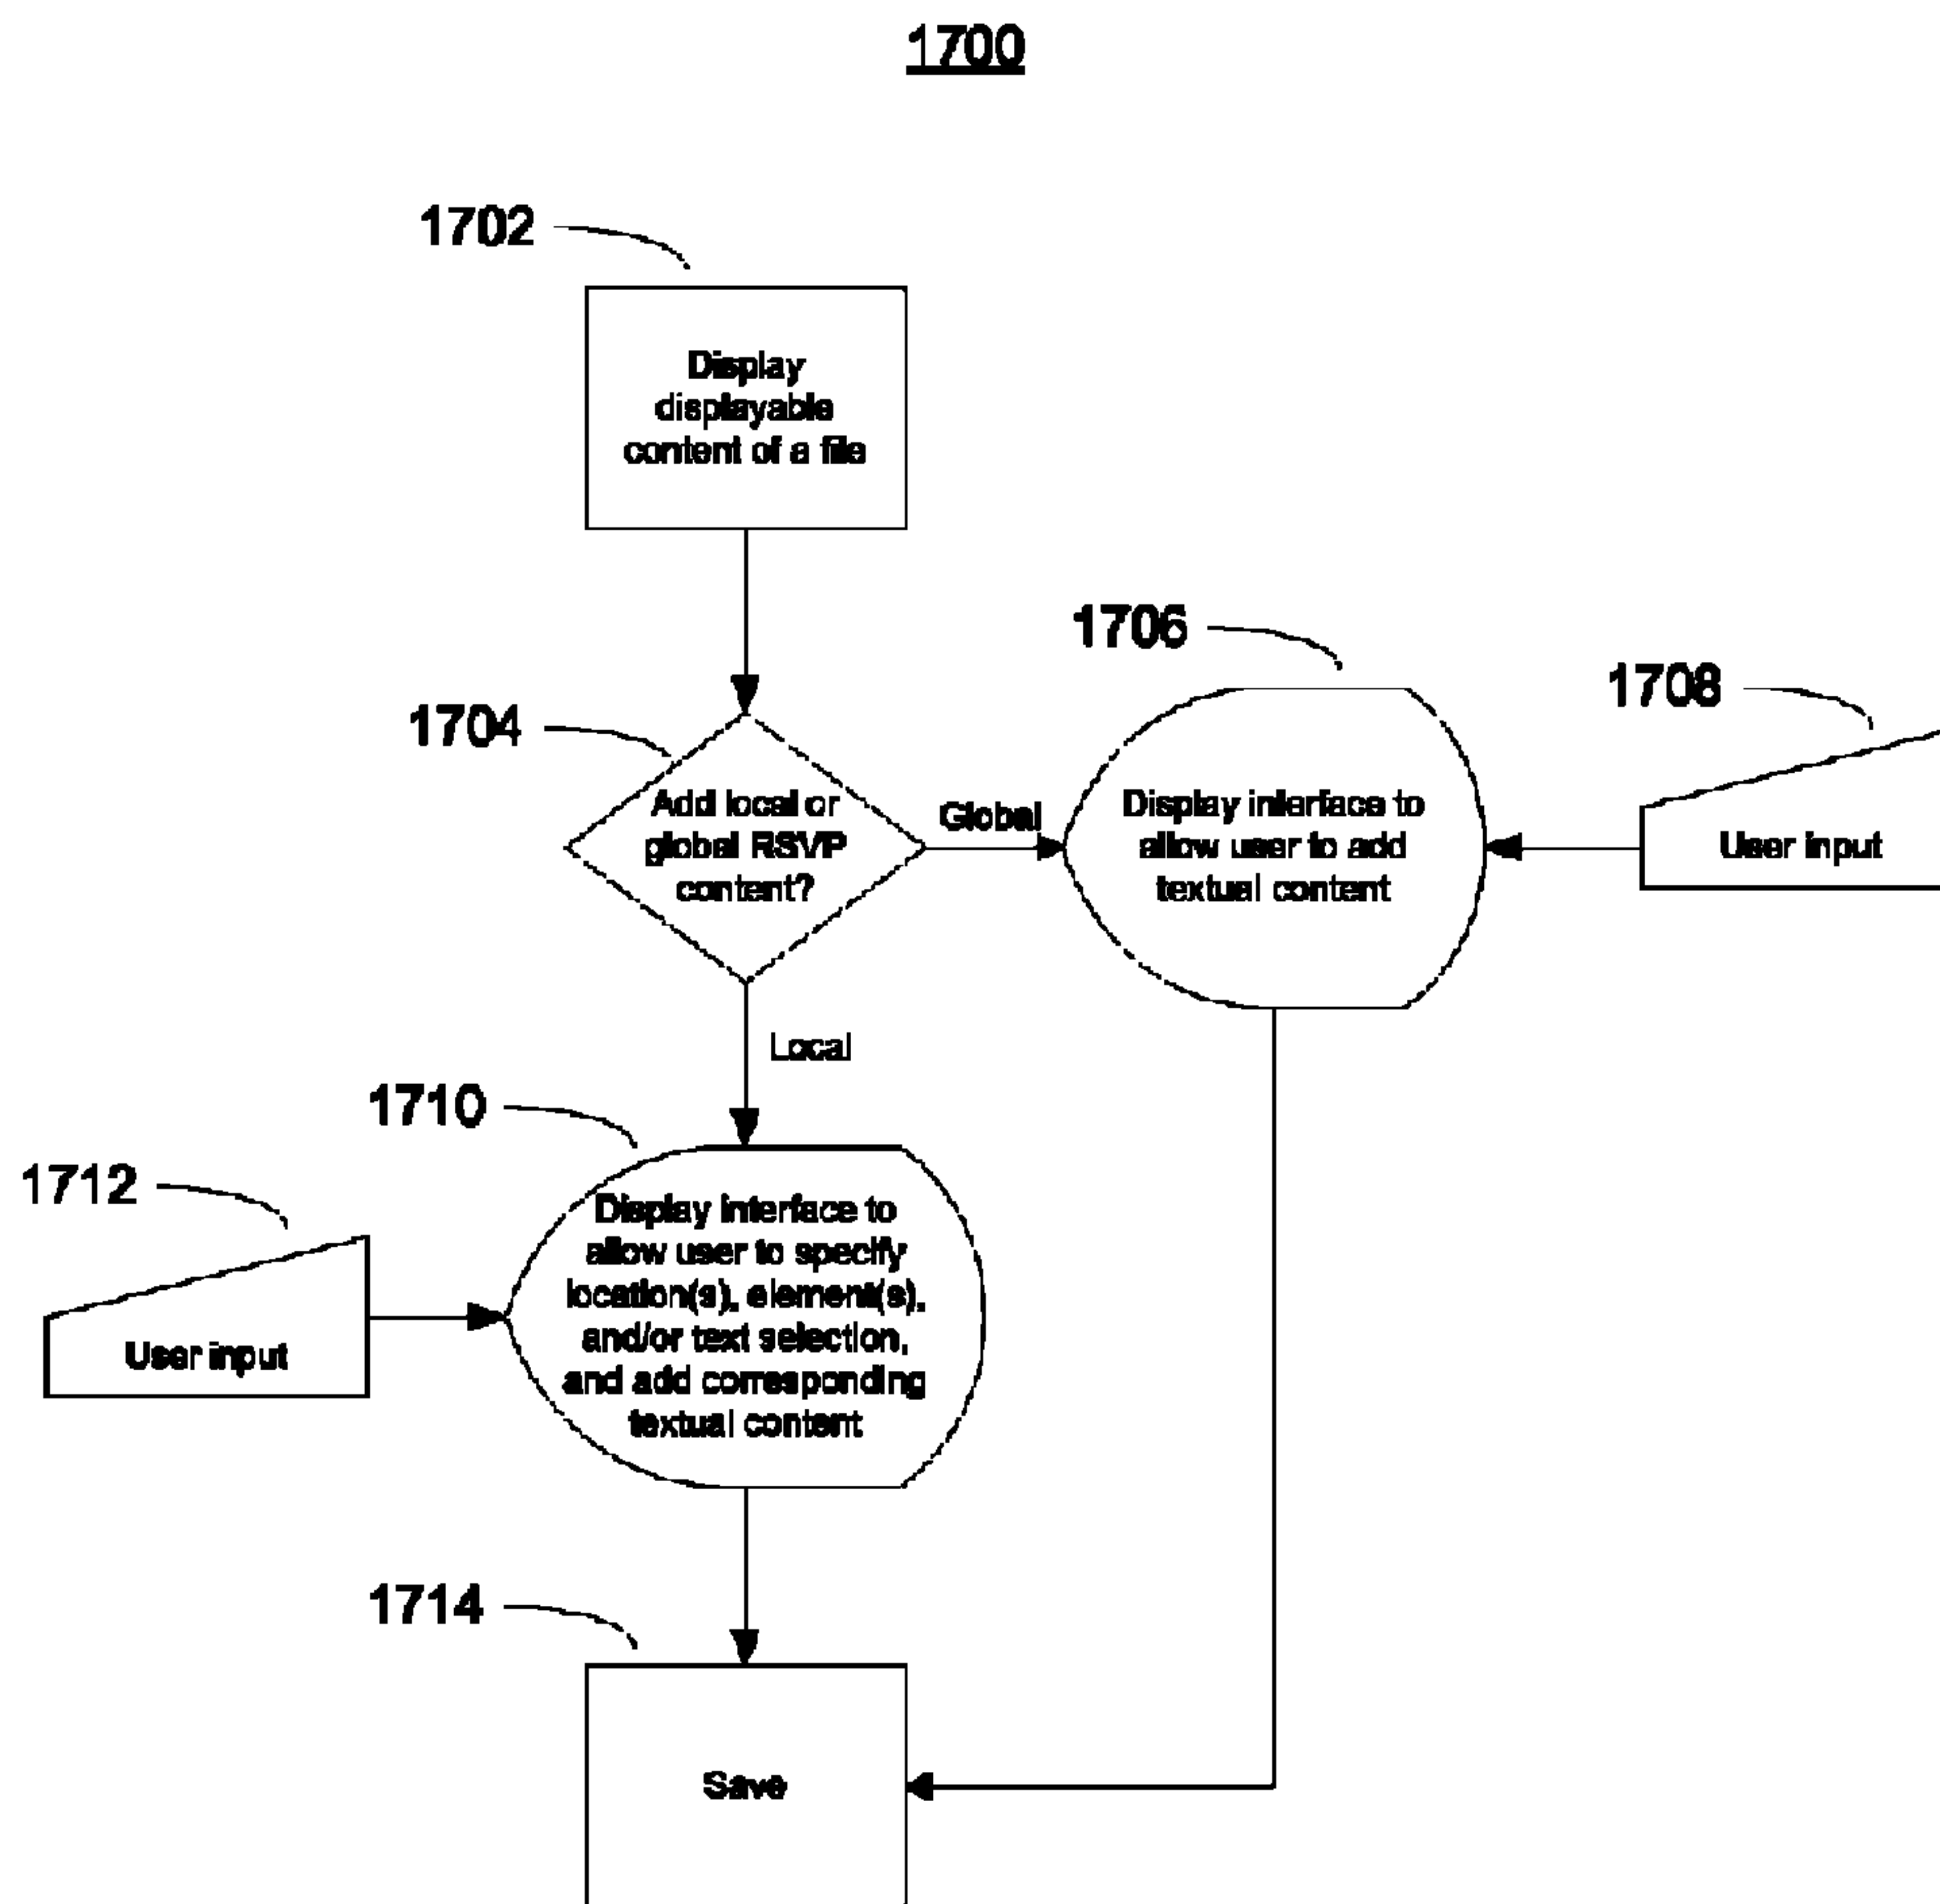 1700
1702
Display
displayable
content of a file
1706
1708
1704
Add local or
global RSVP
content?
Global
Display interface to
allow user to add
textual content
User input
Local
1710
1712
Display interface to
allow user to specify
location(s), element(s),
and/or text selection,
and add corresponding
textual content
User input
1714
Save